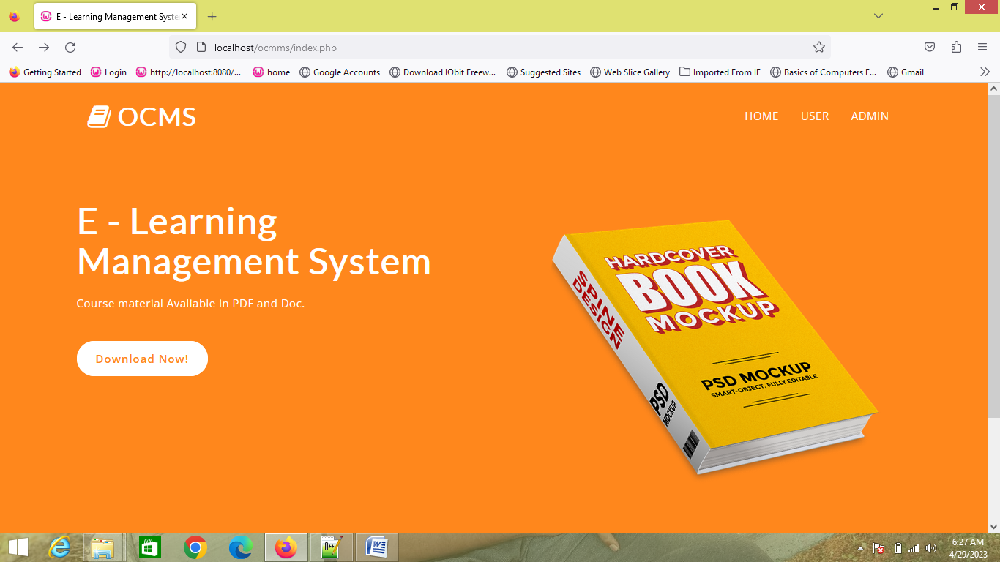 E - Learning Management Syste
localhost/ocmms/index.php
Getting Started
Login
http://localhost:8080/...
home
Google Accounts
Download IObit Freew...
Suggested Sites
Web Slice Gallery
Imported From IE
Basics of Computers E...
Gmail
OCMS
HOME
USER
ADMIN
E - Learning
Management System
Course material Avaliable in PDF and Doc.
Download Now!
HARDCOVER
BOOK
MOCKUP
SPINE
DESIGN
PSD MOCKUP
SMART-OBJECT, FULLY EDITABLE
PSD
MOCKUP
6:27 AM
4/29/2023